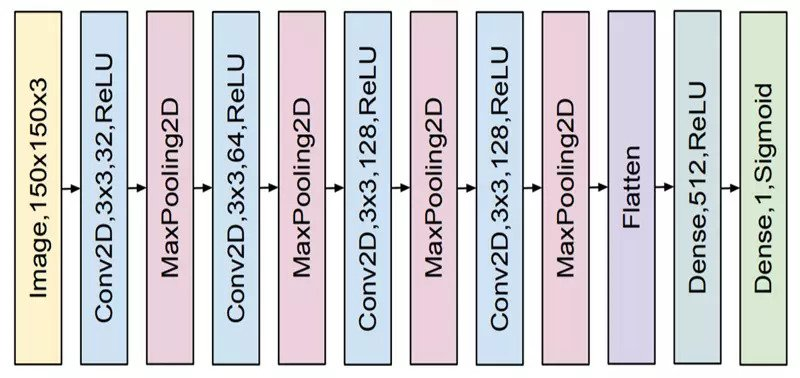 Image,150x150x3
Conv2D,3x3,32,ReLU
MaxPooling2D
Conv2D,3x3,64,ReLU
MaxPooling2D
Conv2D,3x3,128,ReLU
MaxPooling2D
Conv2D,3x3,128,ReLU
MaxPooling2D
Flatten
Dense,512,ReLU
Dense,1,Sigmoid